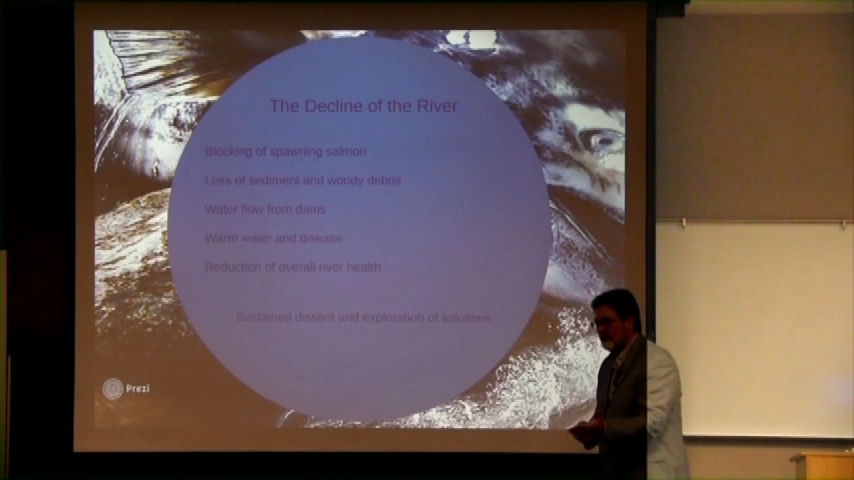 The Decline of the River
Blocking of spawning salmon
Loss of sediment and woody debris
Water flow from dams
Warm water and disease
Reduction of overall river health
Sustained dissent and exploration of solutions
Prezi